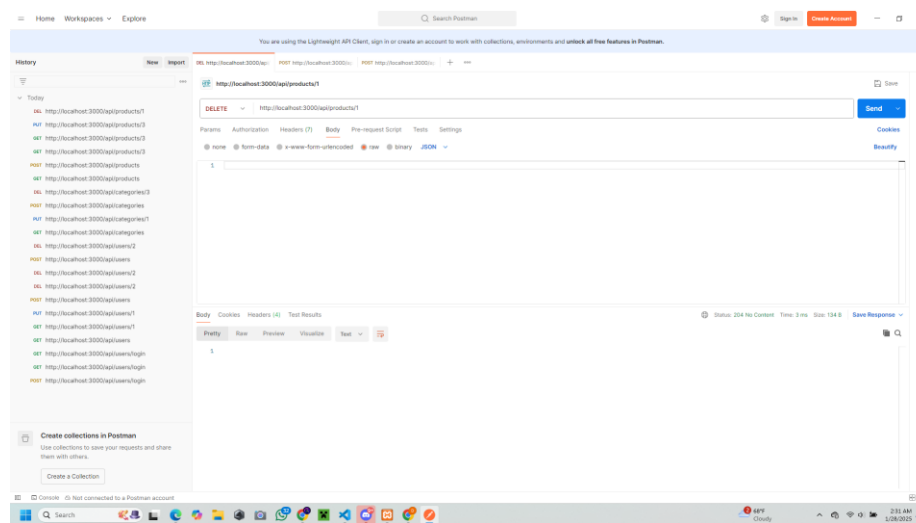 Home Workspaces Explore
Search Postman
Sign In Create Account
You are using the Lightweight API Client, sign in or create an account to work with collections, environments and unlock all free features in Postman.
History New Import
DEL http://localhost:3000/api
POST http://localhost:3000/
POST http://localhost:3000/
http://localhost:3000/api/products/1
Save
Today
DEL http://localhost:3000/api/products/1
PUT http://localhost:3000/api/products/3
GET http://localhost:3000/api/products/3
GET http://localhost:3000/api/products/3
POST http://localhost:3000/api/products
GET http://localhost:3000/api/products
DEL http://localhost:3000/api/categories/3
POST http://localhost:3000/api/categories
PUT http://localhost:3000/api/categories/1
GET http://localhost:3000/api/categories
DEL http://localhost:3000/api/users/2
POST http://localhost:3000/api/users
DEL http://localhost:3000/api/users/2
DEL http://localhost:3000/api/users/2
POST http://localhost:3000/api/users
PUT http://localhost:3000/api/users/1
GET http://localhost:3000/api/users/1
GET http://localhost:3000/api/users
GET http://localhost:3000/api/users/login
GET http://localhost:3000/api/users/login
POST http://localhost:3000/api/users/login
DELETE http://localhost:3000/api/products/1
Send
Params Authorization Headers (7) Body Pre-request Script Tests Settings
Cookies
none form-data x-www-form-urlencoded raw binary JSON
Beautify
1
Body Cookies Headers (4) Test Results
Status: 204 No Content Time: 3 ms Size: 134 B Save Response
Pretty Raw Preview Visualize Text
1
Create collections in Postman
Use collections to save your requests and share
them with others.
Create a Collection
Console Not connected to a Postman account
Search
68°F
Cloudy
2:31 AM
1/28/2025